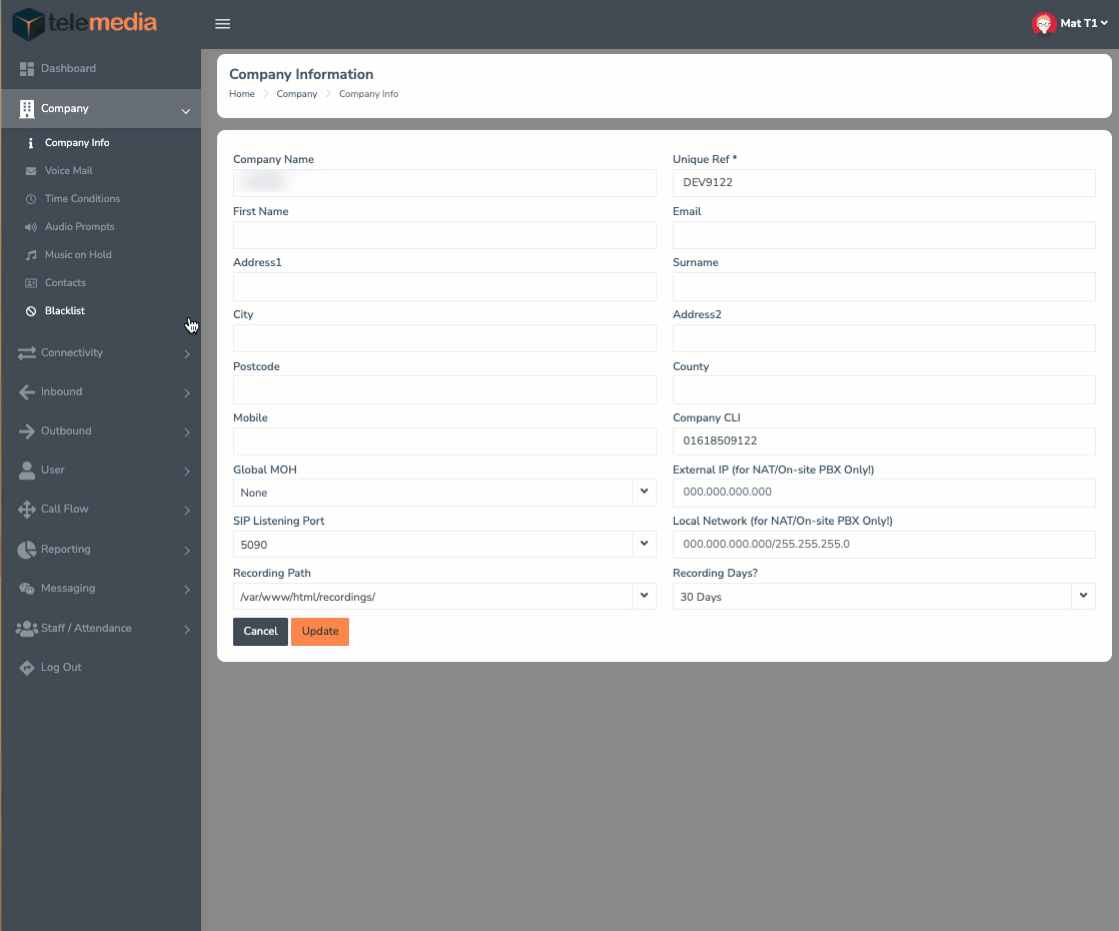 telemedia
Mat T1
Dashboard
Company
Company Info
Voice Mail
Time Conditions
Audio Prompts
Music on Hold
Contacts
Blacklist
Connectivity
Inbound
Outbound
User
Call Flow
Reporting
Messaging
Staff / Attendance
Log Out
Company Information
Home Company Company Info
Company Name
Unique Ref *
DEV9122
First Name
Email
Address1
Surname
City
Address2
Postcode
County
Mobile
Company CLI
01618509122
Global MOH
External IP (for NAT/On-site PBX Only!)
None
000.000.000.000
SIP Listening Port
Local Network (for NAT/On-site PBX Only!)
5090
000.000.000.000/255.255.255.0
Recording Path
Recording Days?
/var/www/html/recordings/
30 Days
Cancel
Update